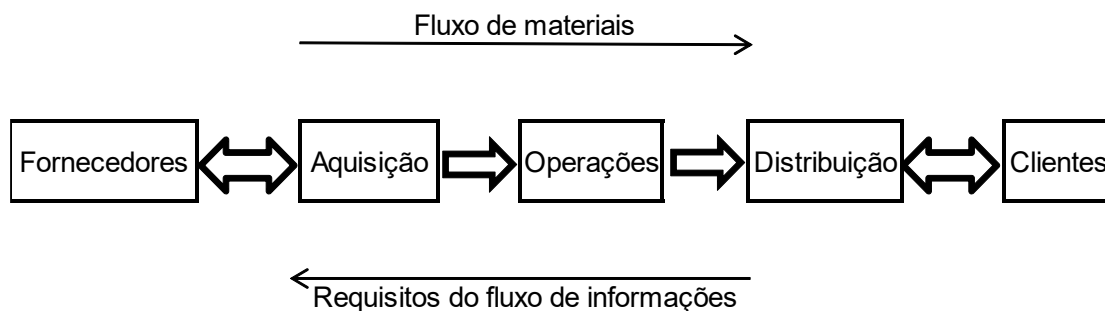 Fluxo de materiais
Fornecedores
Aquisição
Operações
Distribuição
Clientes
Requisitos do fluxo de informações